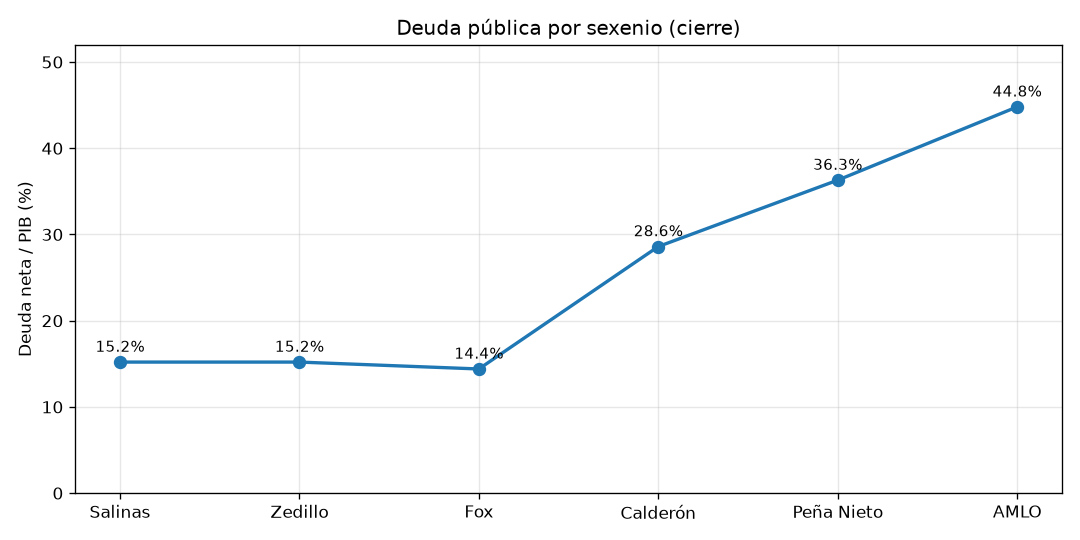 Deuda pública por sexenio (cierre)
Deuda neta / PIB (%)
50
40
30
20
10
0
15.2%
15.2%
14.4%
28.6%
36.3%
44.8%
Salinas
Zedillo
Fox
Calderón
Peña Nieto
AMLO